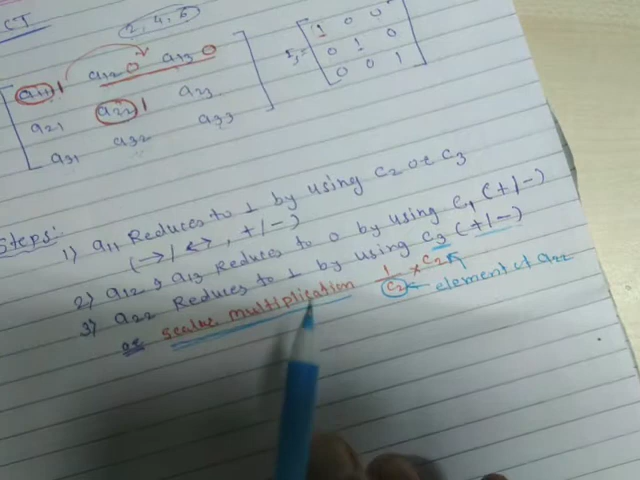 CT
2, 4, 6
a11 1 a12 0 a13 0
a21 a22 1 a23
a31 a32 a33
I3 =
1 0 0
0 1 0
0 0 1
Steps:
1) a11 Reduces to 1 by using C2 or C3
(→/ ↔, +/-)
2) a12 & a13 Reduces to 0 by using C1 (+/-)
3) a22 Reduces to 1 by using C3 (+/-)
or scalar multiplication 1/C2 × C2 ← element of a22